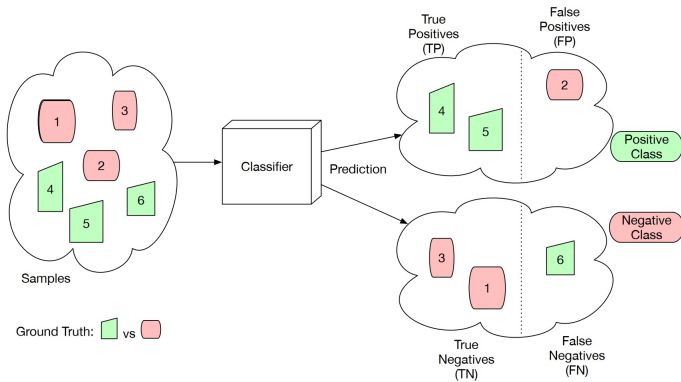 True
Positives
(TP)
False
Positives
(FP)
1
3
2
4
5
6
Samples
Classifier
Prediction
4
5
2
Positive
Class
3
1
6
Negative
Class
True
Negatives
(TN)
False
Negatives
(FN)
Ground Truth: vs